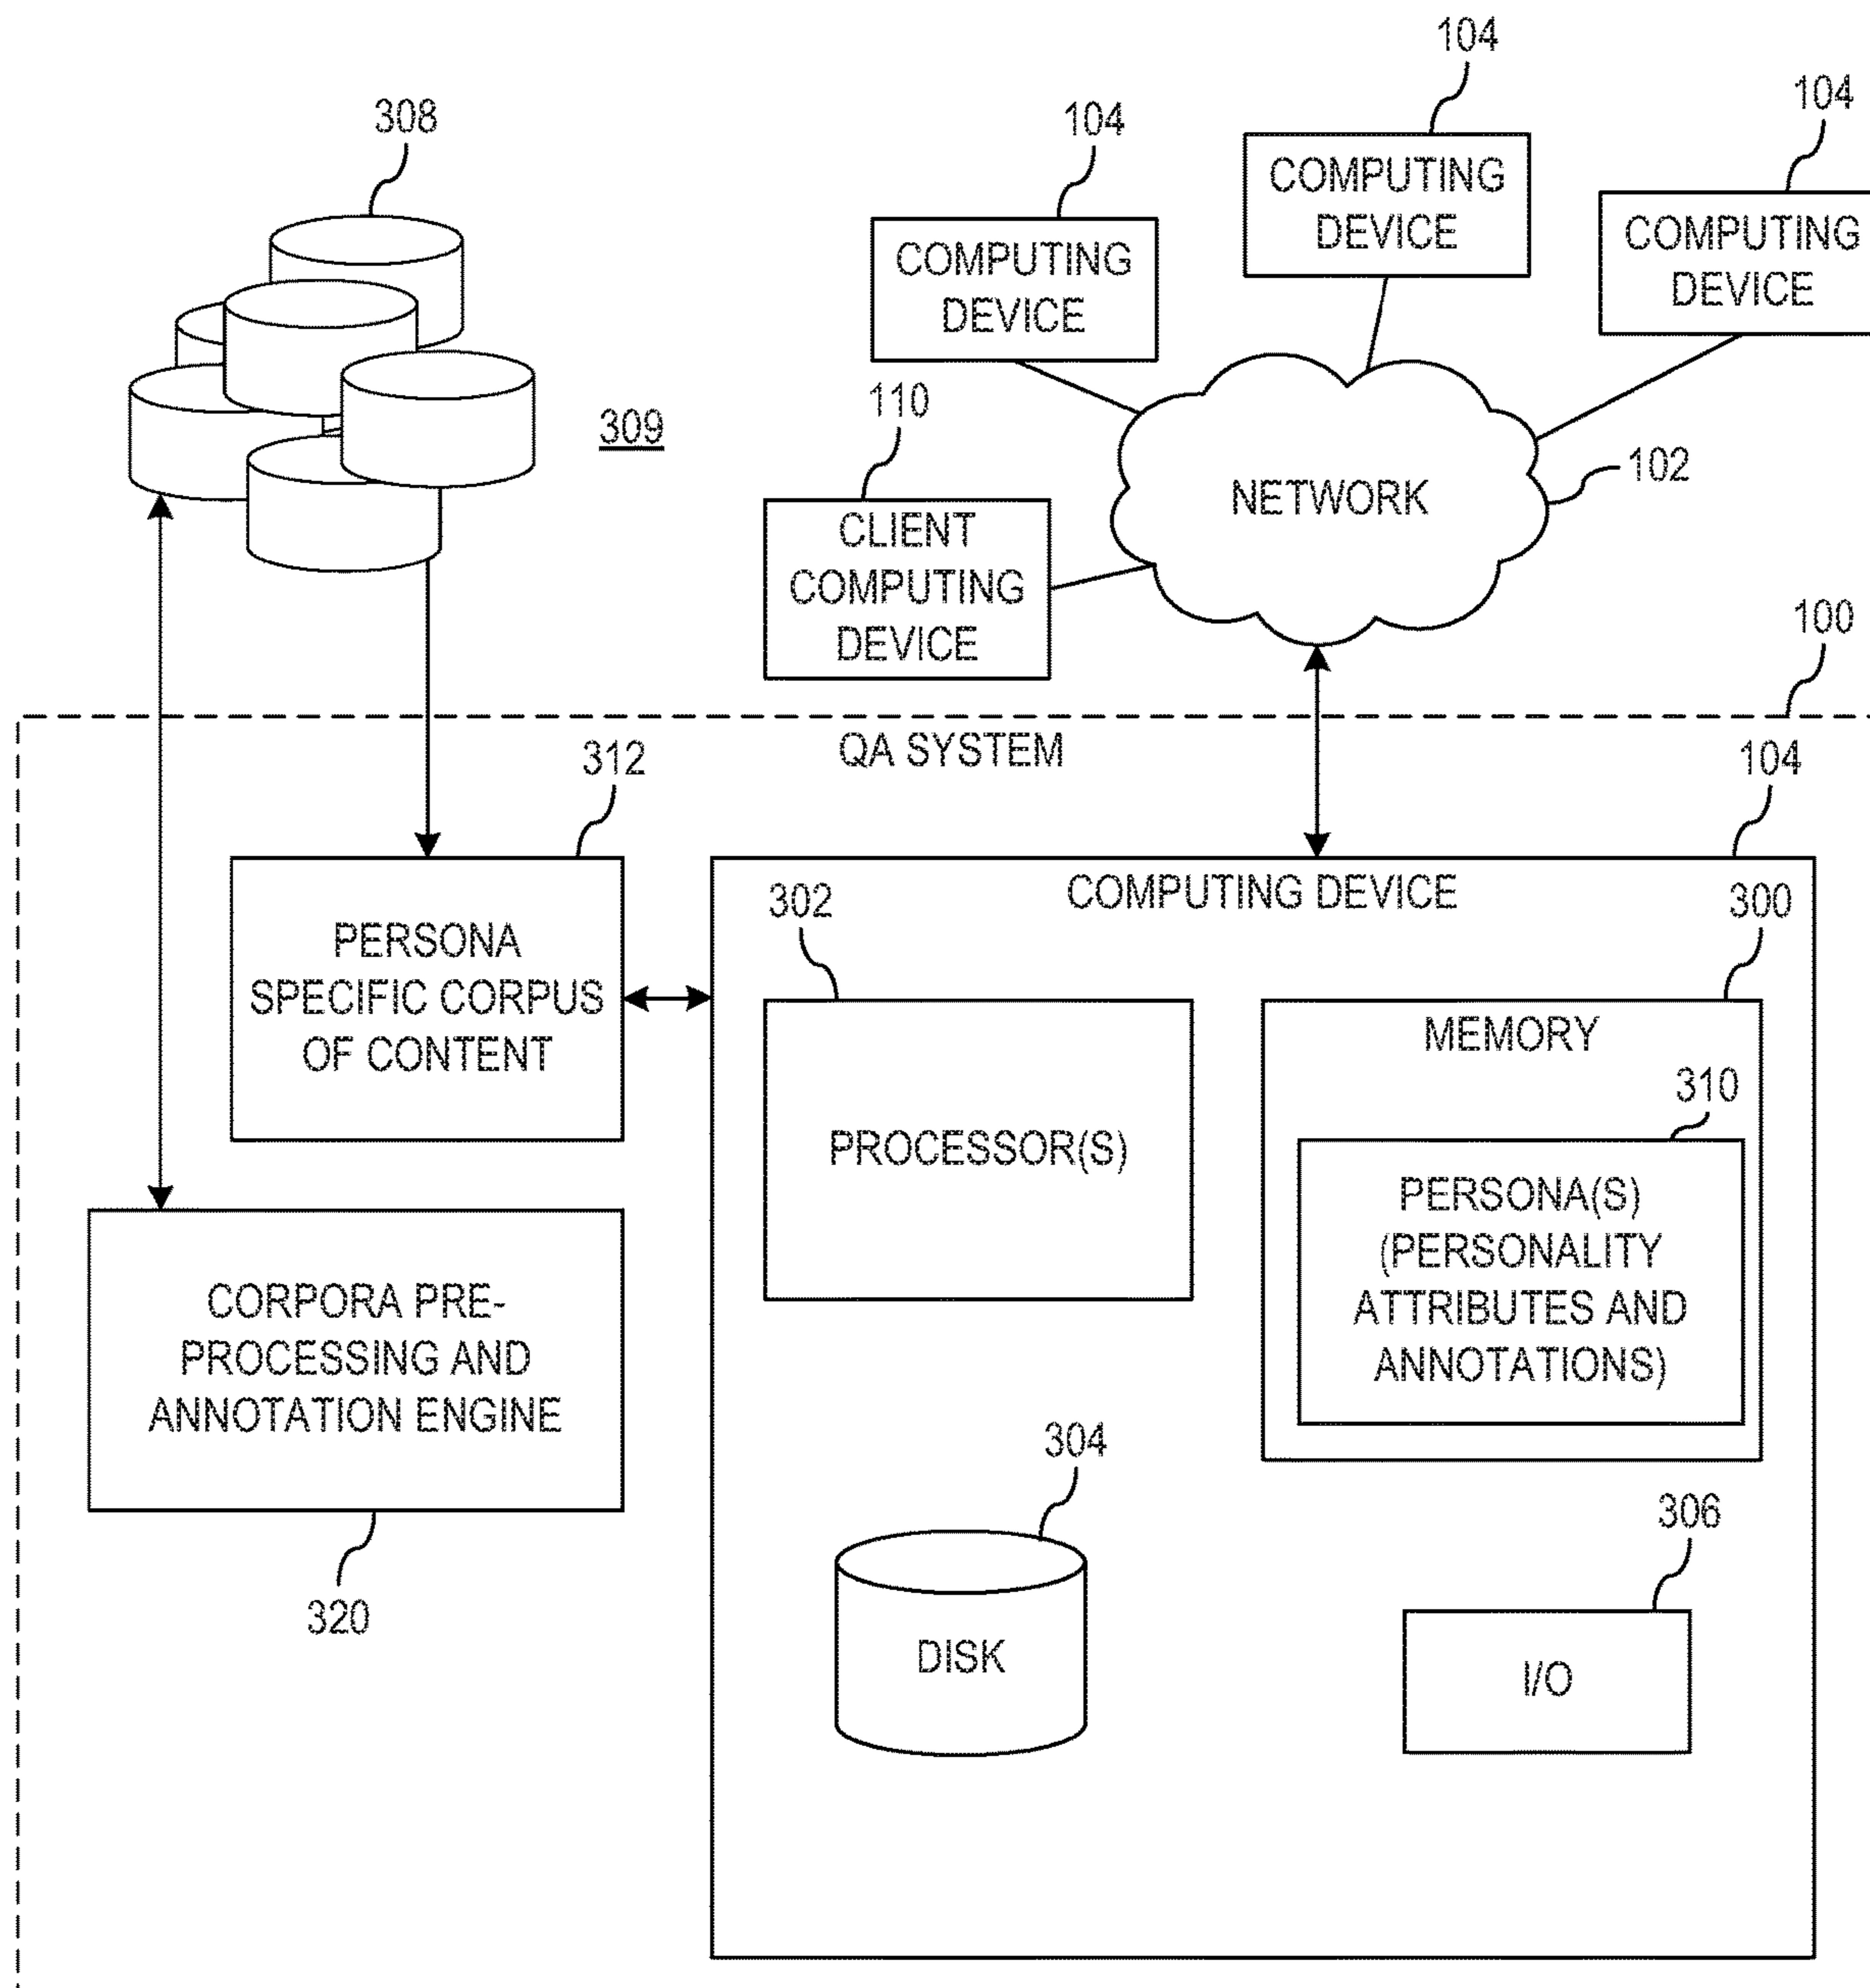 104
104
104
308
COMPUTING
DEVICE
COMPUTING
DEVICE
COMPUTING
DEVICE
309
110
CLIENT
COMPUTING
DEVICE
NETWORK
102
100
QA SYSTEM
312
PERSONA
SPECIFIC CORPUS
OF CONTENT
104
COMPUTING DEVICE
302
PROCESSOR(S)
300
MEMORY
310
PERSONA(S)
(PERSONALITY
ATTRIBUTES AND
ANNOTATIONS)
CORPORA PRE-
PROCESSING AND
ANNOTATION ENGINE
320
304
DISK
306
I/O